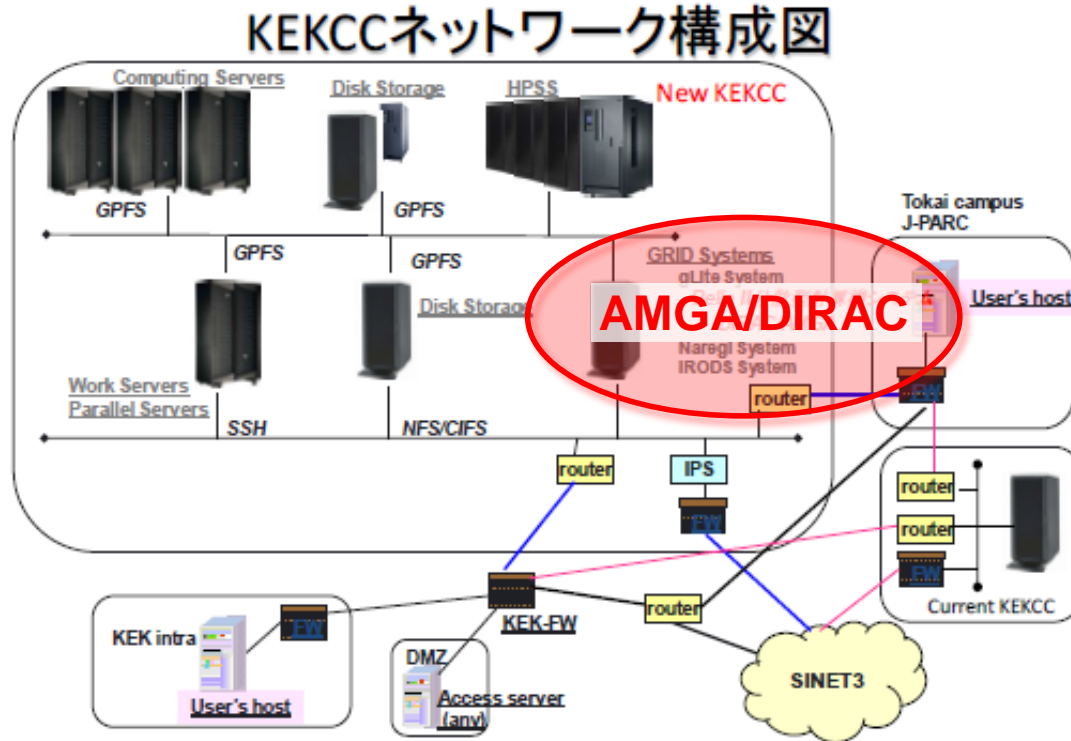 KEKCCネットワーク構成図
Computing Servers
Disk Storage
HPSS
New KEKCC
GPFS
GPFS
Tokai campus
J-PARC
GPFS
GPFS
GRID Systems
gLite System
User's host
Disk Storage
AMGA/DIRAC
Naregi System
IRODS System
Work Servers
Parallel Servers
router
FW
SSH
NFS/CIFS
router
IPS
router
FW
router
FW
Current KEKCC
KEK intra
FW
KEK-FW
router
DMZ
SINET3
User's host
Access server
(any)